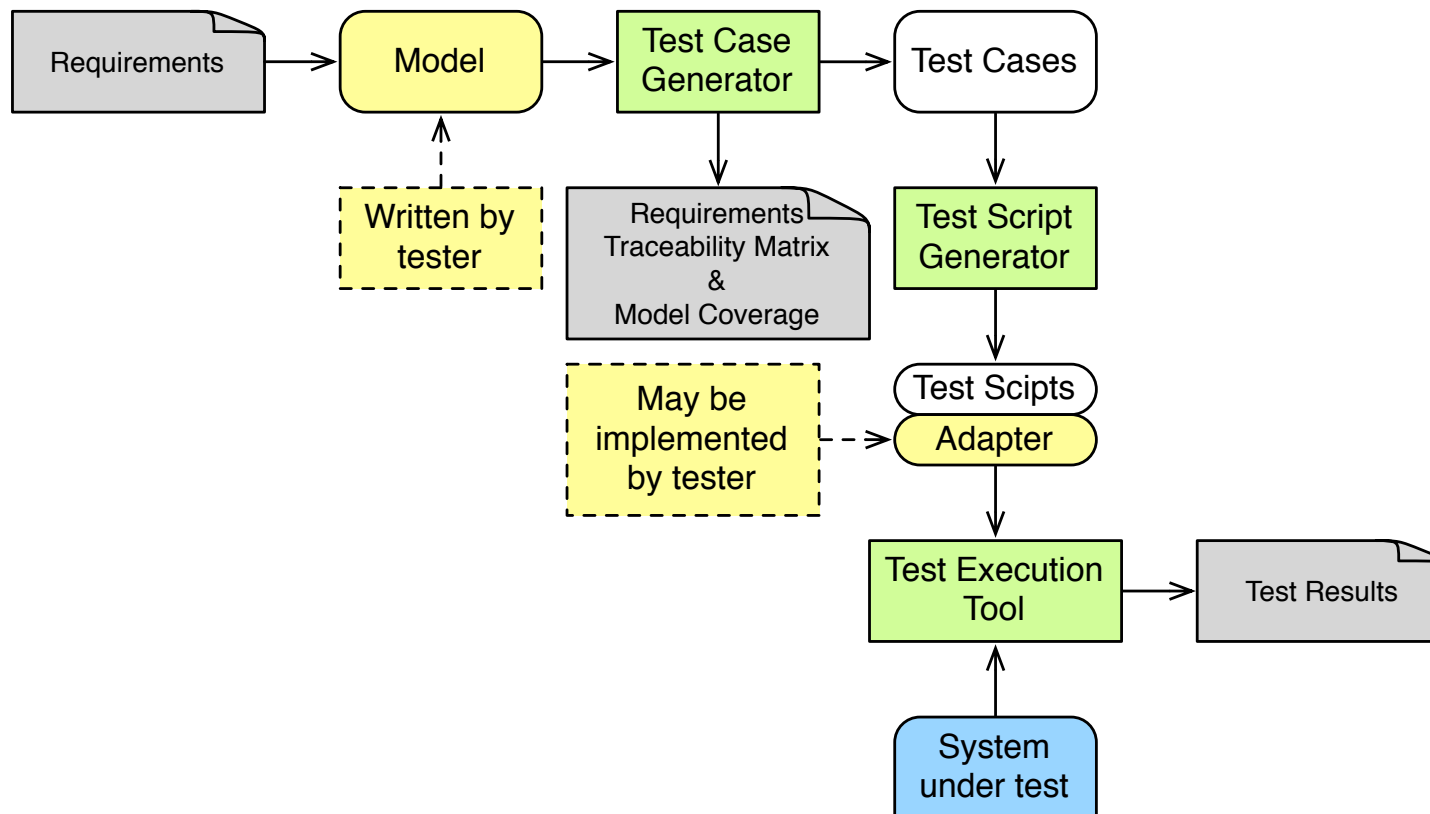 Requirements
Model
Test Case
Generator
Test Cases
Written by
tester
Requirements
Traceability Matrix
&
Model Coverage
Test Script
Generator
May be
implemented
by tester
Test Scipts
Adapter
Test Execution
Tool
Test Results
System
under test